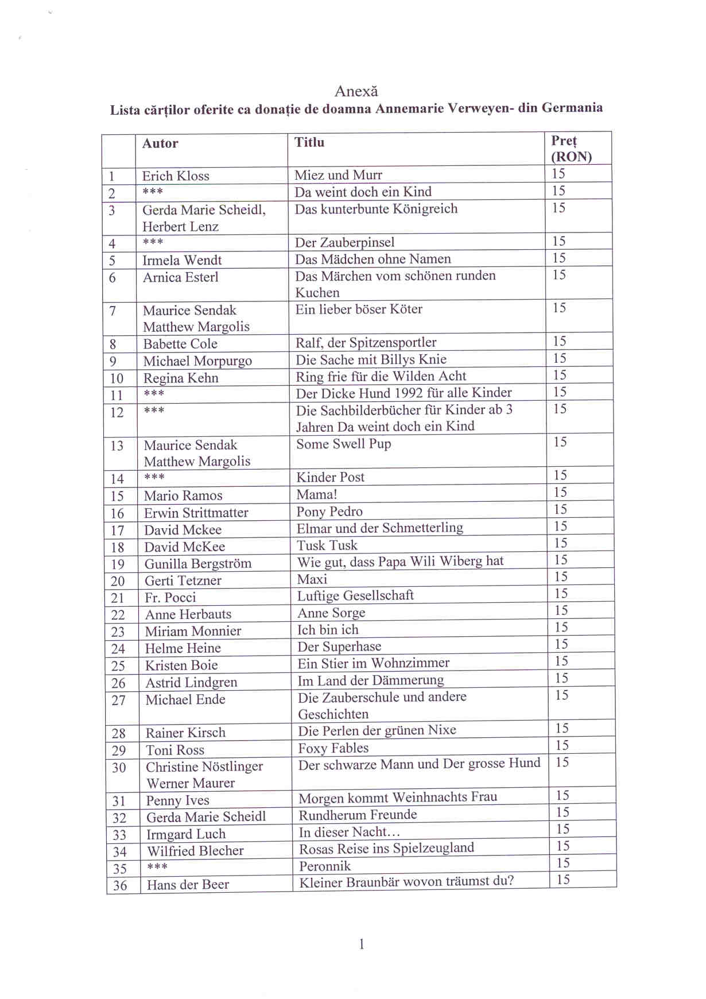 Anexă
Lista cărților oferite ca donație de doamna Annemarie Verweyen- din Germania
Autor Titlu Preț
(RON)
1 Erich Kloss Miez und Murr 15
2 *** Da weint doch ein Kind 15
3 Gerda Marie Scheidl, Das kunterbunte Königreich 15
Herbert Lenz
4 *** Der Zauberpinsel 15
5 Irmela Wendt Das Mädchen ohne Namen 15
6 Arnica Esterl Das Märchen vom schönen runden 15
Kuchen
7 Maurice Sendak Ein lieber böser Köter 15
Matthew Margolis
8 Babette Cole Ralf, der Spitzensportler 15
9 Michael Morpurgo Die Sache mit Billys Knie 15
10 Regina Kehn Ring frie für die Wilden Acht 15
11 *** Der Dicke Hund 1992 für alle Kinder 15
12 *** Die Sachbilderbücher für Kinder ab 3 15
Jahren Da weint doch ein Kind
13 Maurice Sendak Some Swell Pup 15
Matthew Margolis
14 *** Kinder Post 15
15 Mario Ramos Mama! 15
16 Erwin Strittmatter Pony Pedro 15
17 David Mckee Elmar und der Schmetterling 15
18 David McKee Tusk Tusk 15
19 Gunilla Bergström Wie gut, dass Papa Wili Wiberg hat 15
20 Gerti Tetzner Maxi 15
21 Fr. Pocci Luftige Gesellschaft 15
22 Anne Herbauts Anne Sorge 15
23 Miriam Monnier Ich bin ich 15
24 Helme Heine Der Superhase 15
25 Kristen Boie Ein Stier im Wohnzimmer 15
26 Astrid Lindgren Im Land der Dämmerung 15
27 Michael Ende Die Zauberschule und andere 15
Geschichten
28 Rainer Kirsch Die Perlen der grünen Nixe 15
29 Toni Ross Foxy Fables 15
30 Christine Nöstlinger Der schwarze Mann und Der grosse Hund 15
Werner Maurer
31 Penny Ives Morgen kommt Weinhnachts Frau 15
32 Gerda Marie Scheidl Rundherum Freunde 15
33 Irmgard Luch In dieser Nacht... 15
34 Wilfried Blecher Rosas Reise ins Spielzeugland 15
35 *** Peronnik 15
36 Hans der Beer Kleiner Braunbär wovon träumst du? 15
1